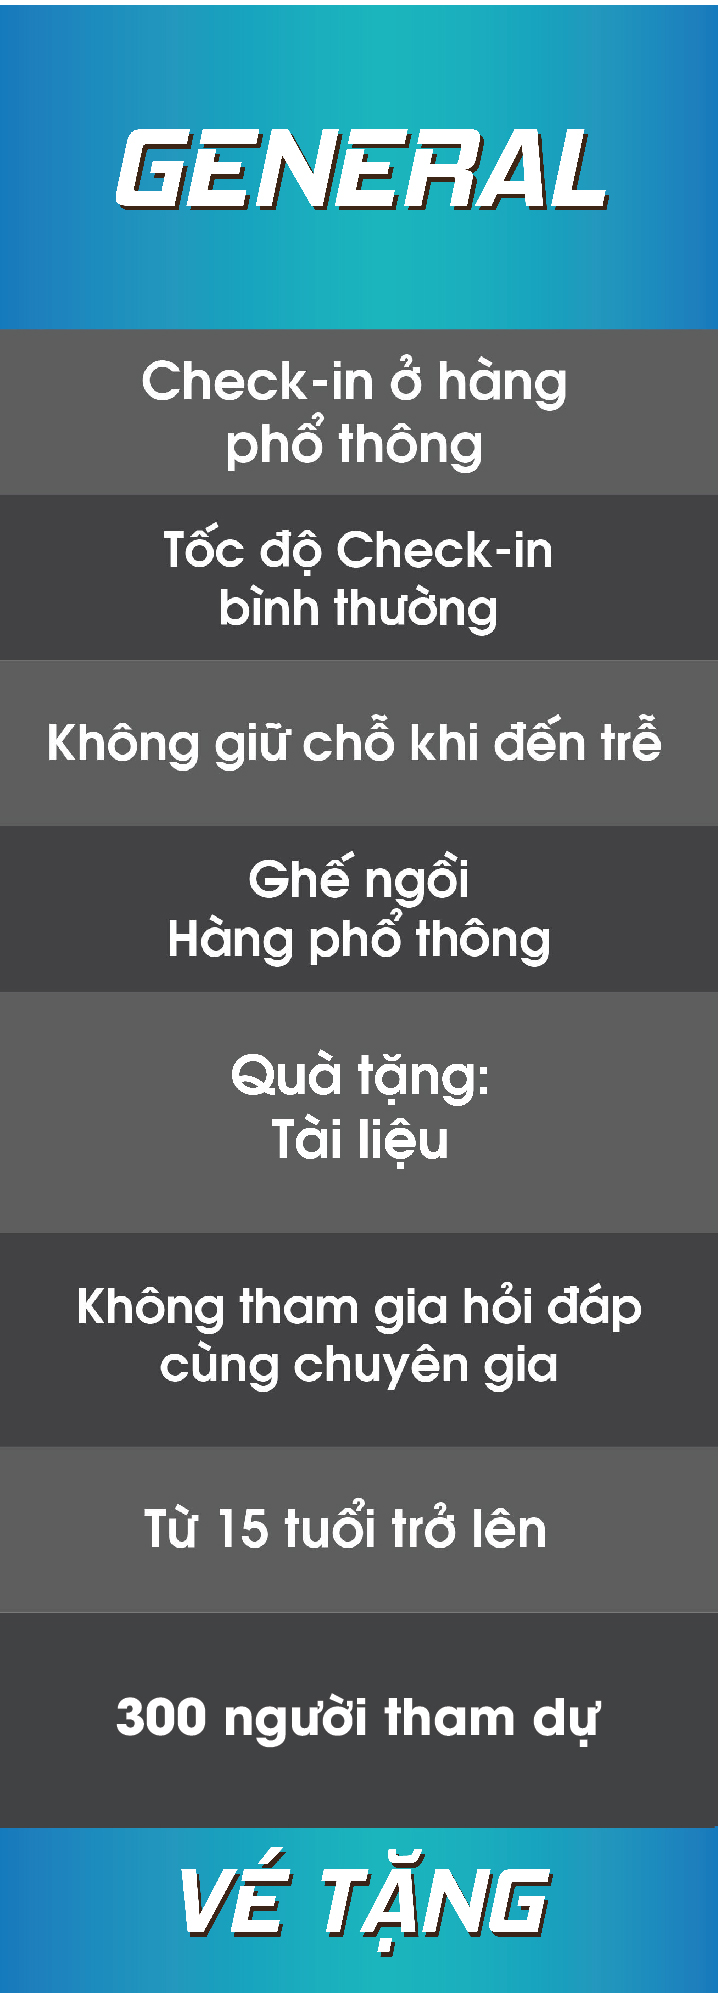 GENERAL
Check-in ở hàng
phổ thông
Tốc độ Check-in
bình thường
Không giữ chỗ khi đến trễ
Ghế ngồi
Hàng phổ thông
Quà tặng:
Tài liệu
Không tham gia hỏi đáp
cùng chuyên gia
Từ 15 tuổi trở lên
300 người tham dự
VÉ TẶNG